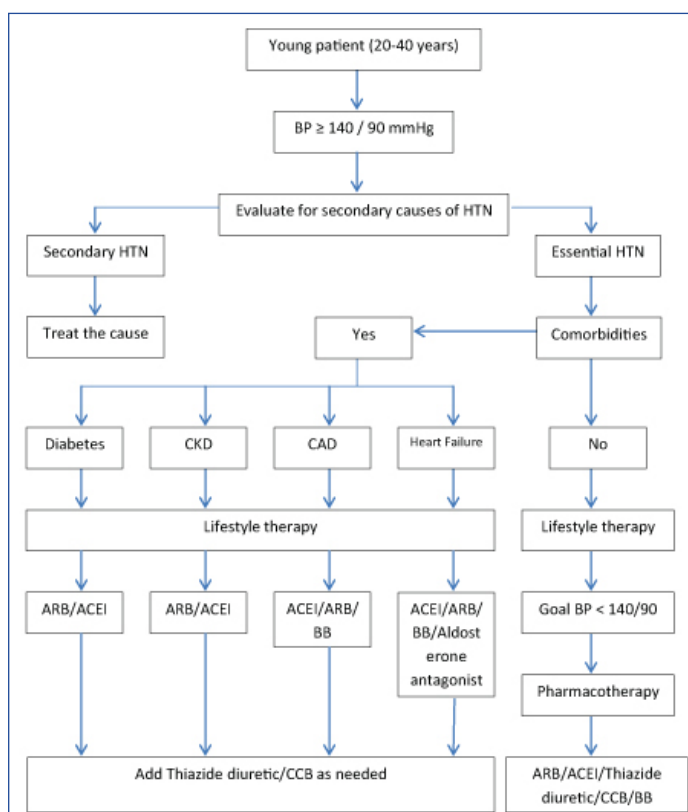 Young patient (20-40 years)
BP ≥ 140 / 90 mmHg
Evaluate for secondary causes of HTN
Secondary HTN
Essential HTN
Treat the cause
Yes
Comorbidities
Diabetes
CKD
CAD
Heart Failure
No
Lifestyle therapy
Lifestyle therapy
ARB/ACEI
ARB/ACEI
ACEI/ARB/
BB
ACEI/ARB/
BB/Aldost
erone
antagonist
Goal BP < 140/90
Pharmacotherapy
Add Thiazide diuretic/CCB as needed
ARB/ACEI/Thiazide
diuretic/CCB/BB